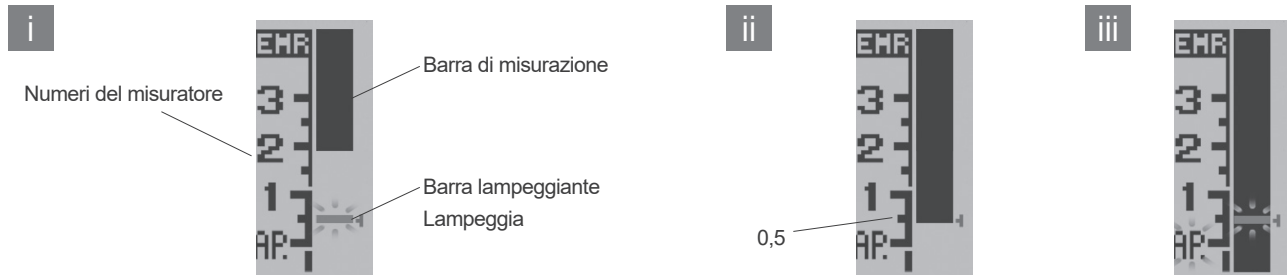 i
Numeri del misuratore
EMR
3
2
1
AP.
Barra di misurazione
Barra lampeggiante
Lampeggia
ii
EMR
3
2
1
AP.
0,5
iii
EMR
3
2
1
AP.